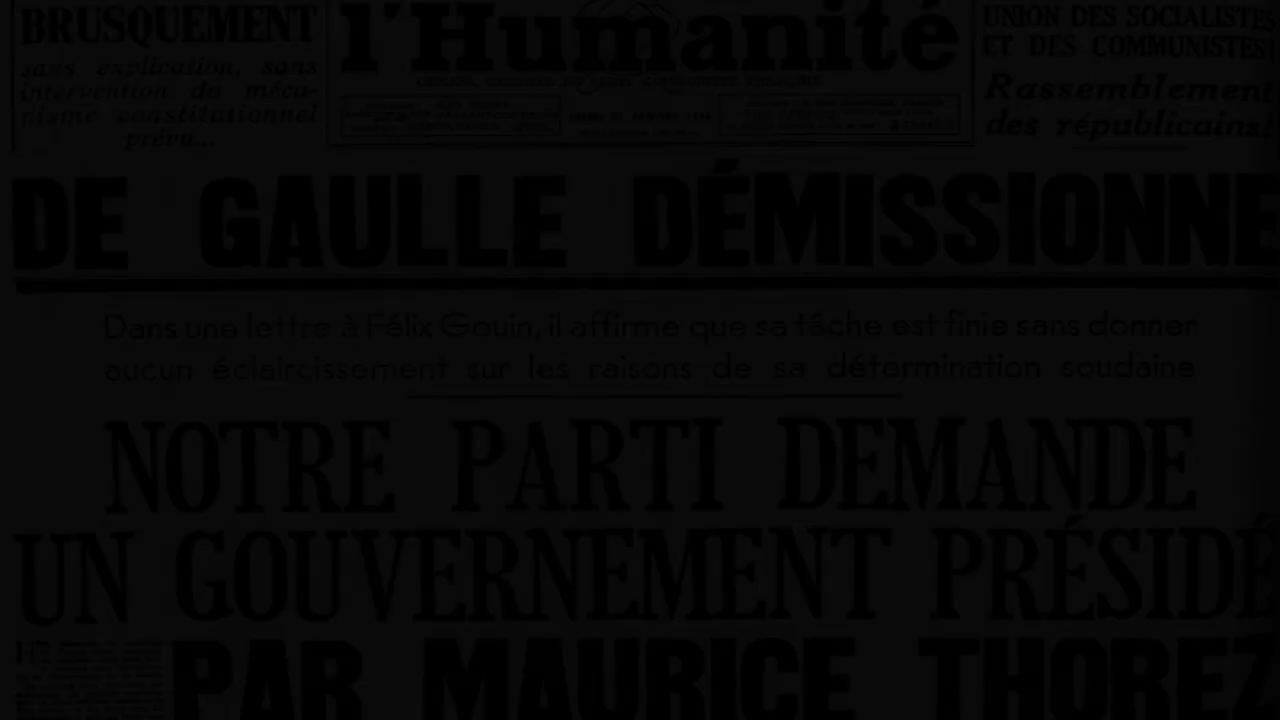 BRUSQUEMENT
sans explication, sans
intervention du méca-
nisme constitutionnel
prévu...
l'Humanité
UNION DES SOCIALISTES
ET DES COMMUNISTES
Rassemblement
des républicains!
DE GAULLE DÉMISSIONNE
Dans une lettre à Félix Gouin, il affirme que sa tâche est finie sans donner
aucun éclaircissement sur les raisons de sa détermination soudaine
NOTRE PARTI DEMANDE
UN GOUVERNEMENT PRÉSIDÉ
PAR MAURICE THOREZ